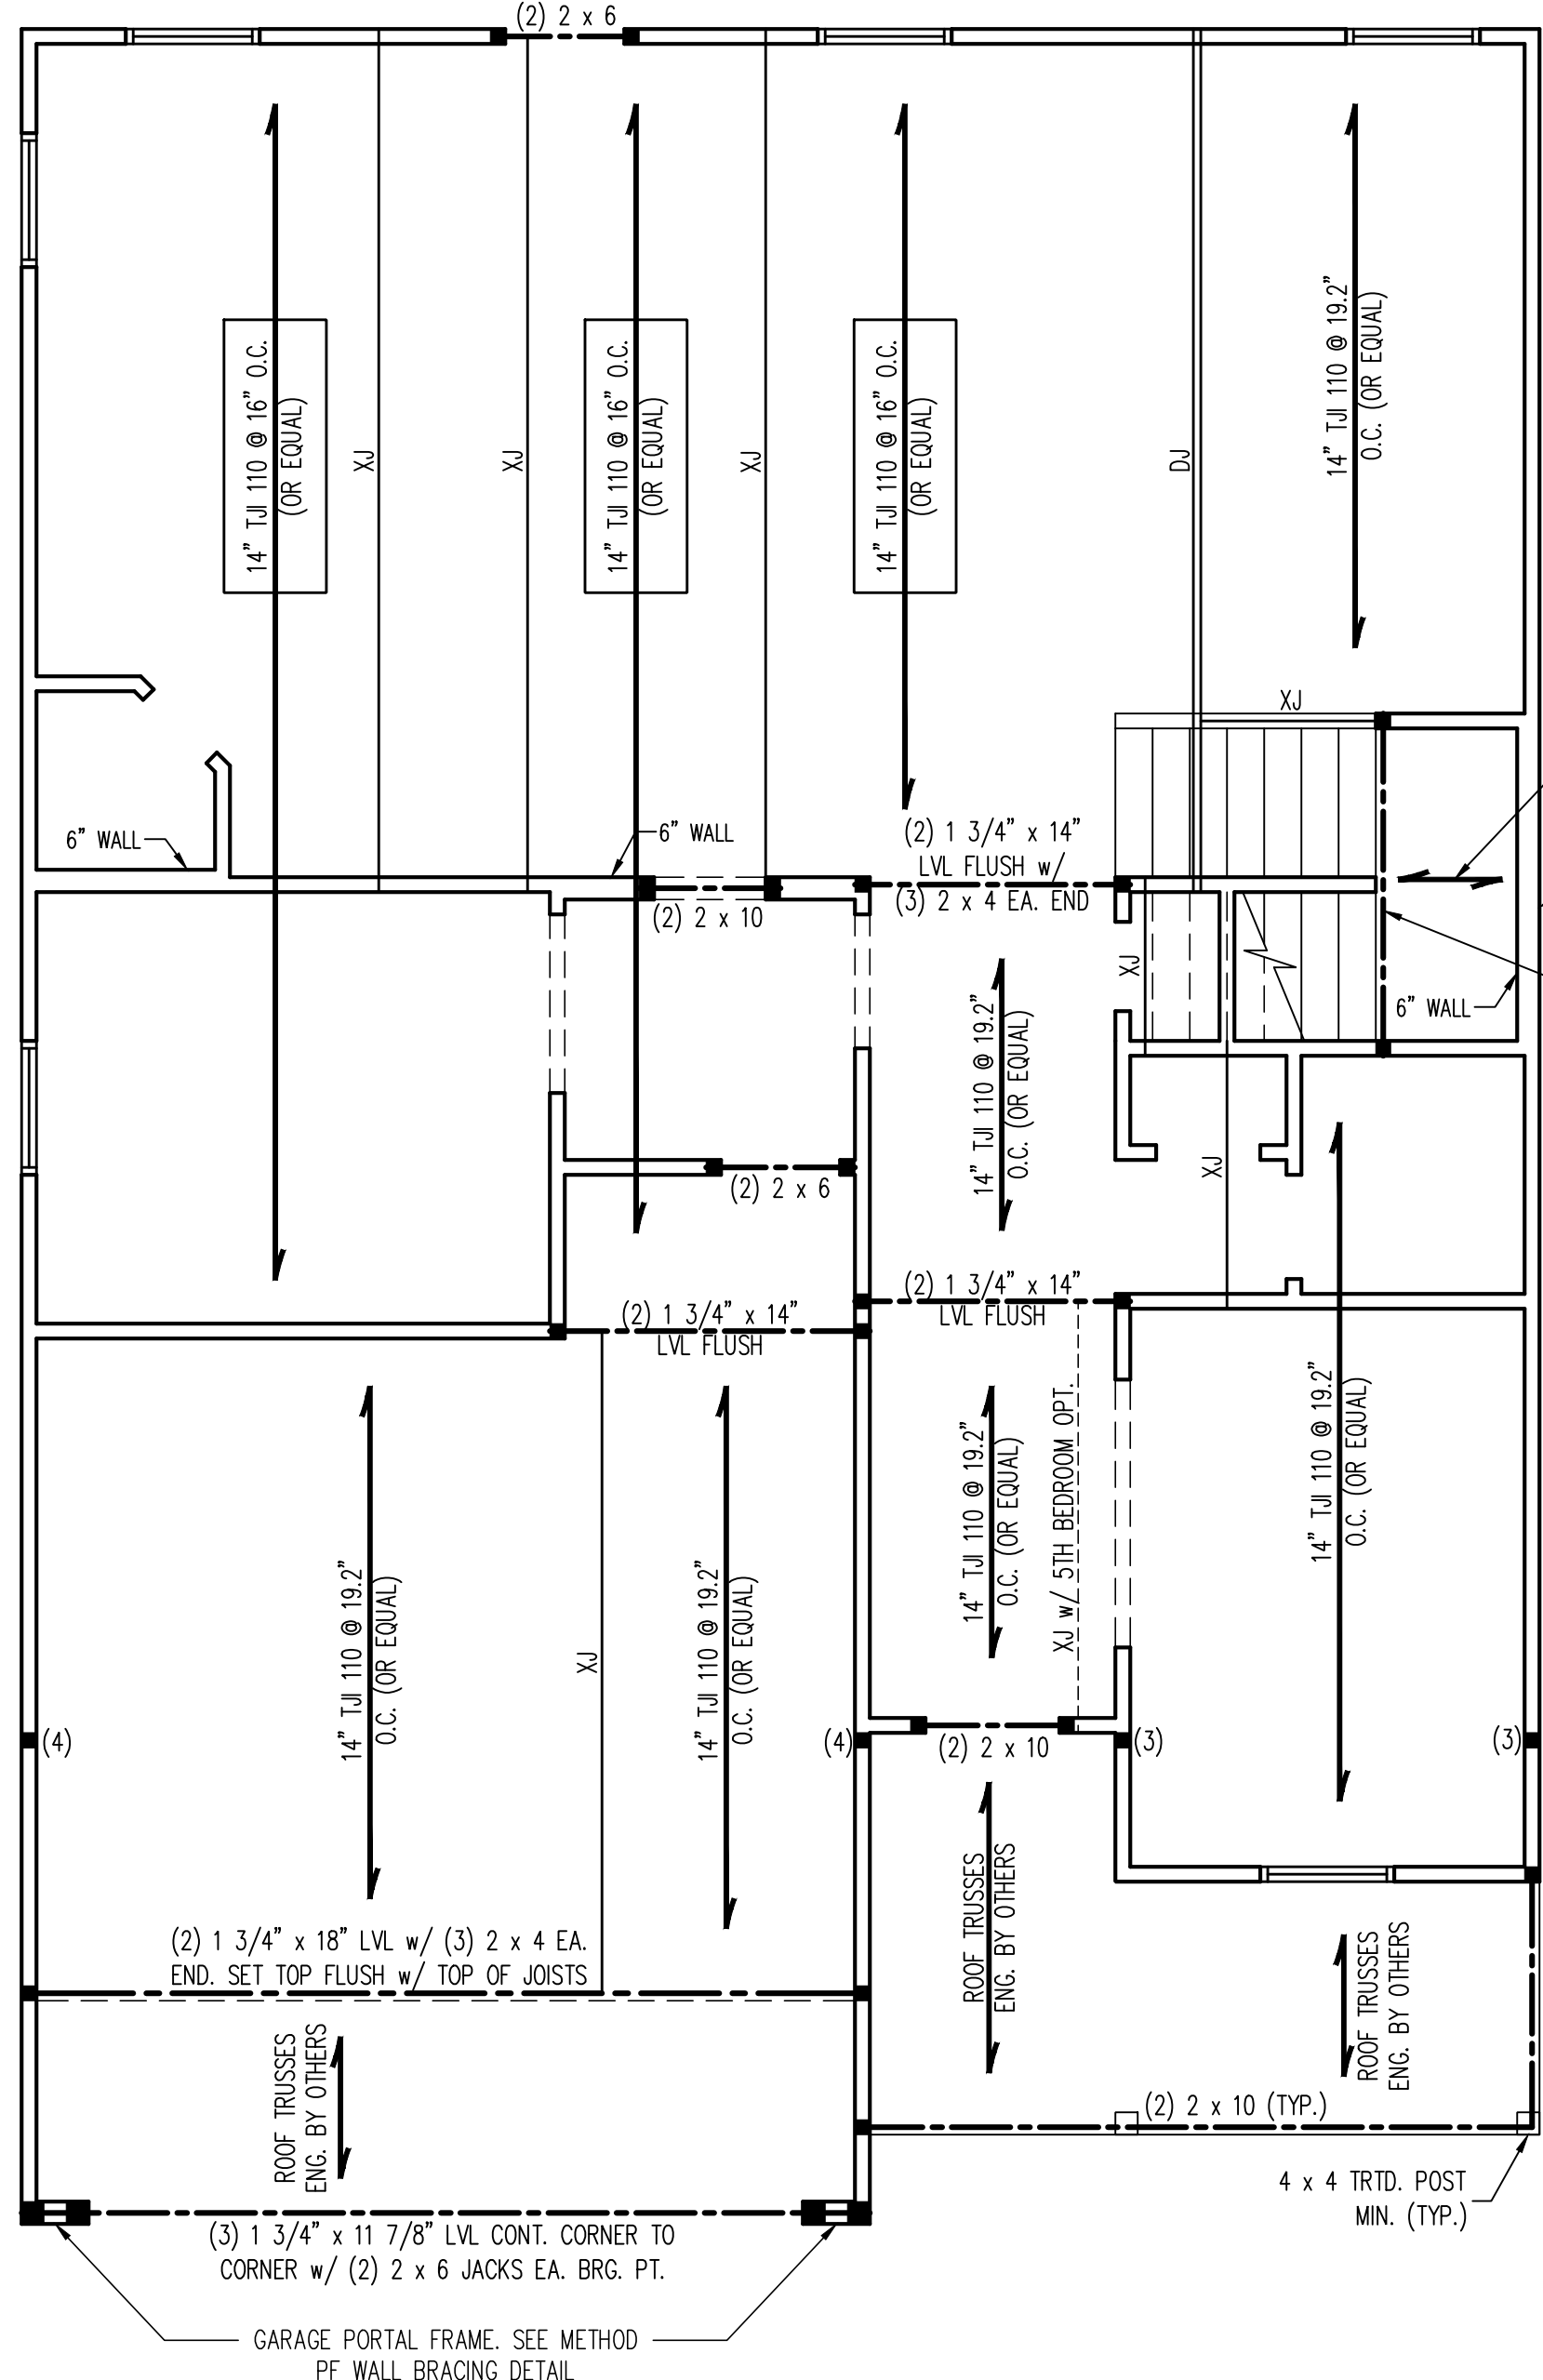 (2) 2 x 6
14" TJI 110 @ 16" O.C.
(OR EQUAL)
XJ
XJ
14" TJI 110 @ 16" O.C.
(OR EQUAL)
XJ
14" TJI 110 @ 16" O.C.
(OR EQUAL)
DJ
14" TJI 110 @ 19.2"
O.C. (OR EQUAL)
XJ
6" WALL
6" WALL
(2) 1 3/4" x 14"
LVL FLUSH w/
(3) 2 x 4 EA. END
(2) 2 x 10
XJ
6" WALL
14" TJI 110 @ 19.2"
O.C. (OR EQUAL)
(2) 2 x 6
XJ
(2) 1 3/4" x 14"
LVL FLUSH
(2) 1 3/4" x 14"
LVL FLUSH
14" TJI 110 @ 19.2"
O.C. (OR EQUAL)
XJ
14" TJI 110 @ 19.2"
O.C. (OR EQUAL)
14" TJI 110 @ 19.2"
O.C. (OR EQUAL)
XJ w/ 5TH BEDROOM OPT.
14" TJI 110 @ 19.2"
O.C. (OR EQUAL)
(4)
(4)
(2) 2 x 10
(3)
(3)
ROOF TRUSSES
ENG. BY OTHERS
ROOF TRUSSES
ENG. BY OTHERS
(2) 1 3/4" x 18" LVL w/ (3) 2 x 4 EA.
END. SET TOP FLUSH w/ TOP OF JOISTS
ROOF TRUSSES
ENG. BY OTHERS
(2) 2 x 10 (TYP.)
4 x 4 TRTD. POST
MIN. (TYP.)
(3) 1 3/4" x 11 7/8" LVL CONT. CORNER TO
CORNER w/ (2) 2 x 6 JACKS EA. BRG. PT.
GARAGE PORTAL FRAME. SEE METHOD
PF WALL BRACING DETAIL